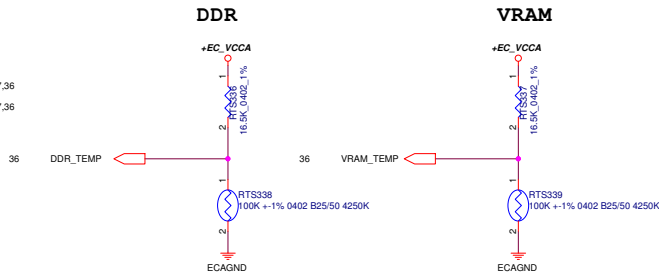 DDR
VRAM
+EC_VCCA
+EC_VCCA
1
1
RTS336
16.5K_0402_1%
RTS337
16.5K_0402_1%
,36
,36
2
2
36
DDR_TEMP
36
VRAM_TEMP
1
1
RTS338
100K +-1% 0402 B25/50 4250K
RTS339
100K +-1% 0402 B25/50 4250K
2
2
ECAGND
ECAGND